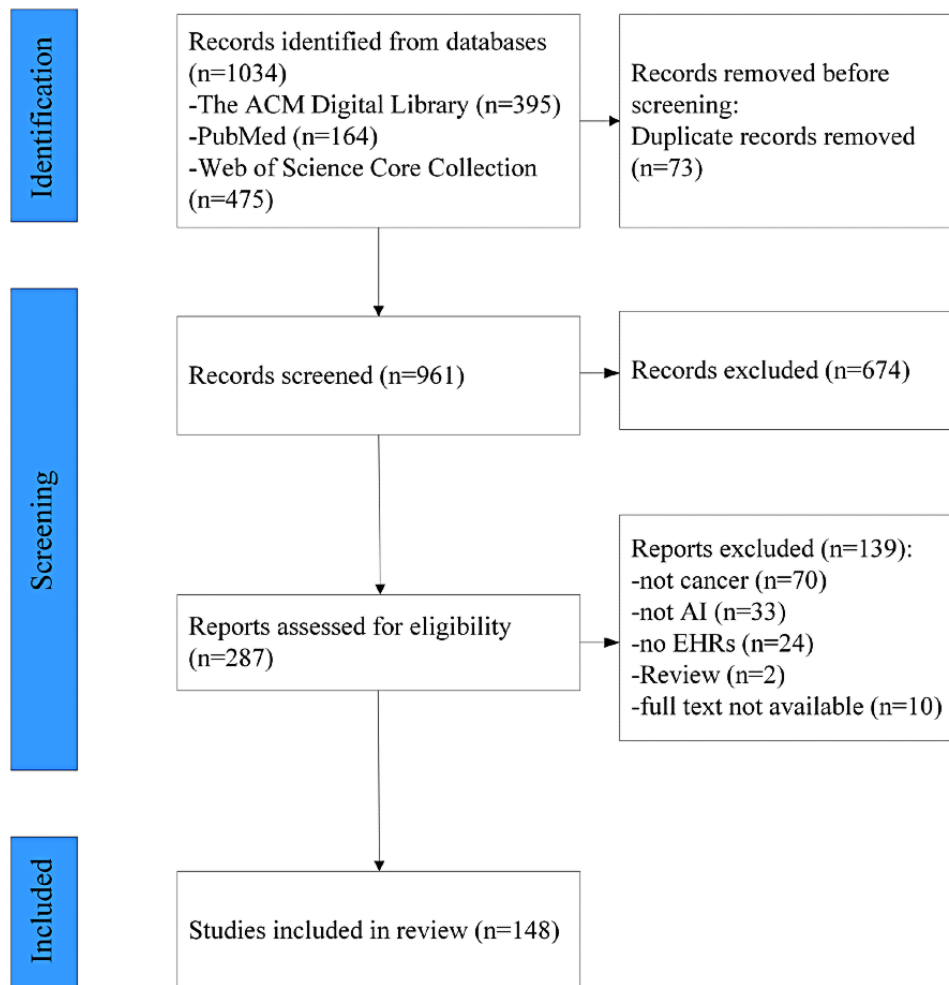 Identification
Records identified from databases
(n=1034)
-The ACM Digital Library (n=395)
-PubMed (n=164)
-Web of Science Core Collection
(n=475)
Records removed before
screening:
Duplicate records removed
(n=73)
Screening
Records screened (n=961)
Records excluded (n=674)
Reports assessed for eligibility
(n=287)
Reports excluded (n=139):
-not cancer (n=70)
-not AI (n=33)
-no EHRs (n=24)
-Review (n=2)
-full text not available (n=10)
Included
Studies included in review (n=148)